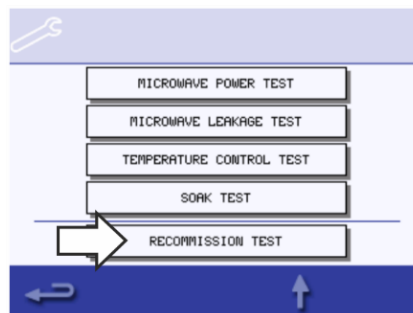 MICROWAVE POWER TEST
MICROWAVE LEAKAGE TEST
TEMPERATURE CONTROL TEST
SOAK TEST
RECOMMISSION TEST